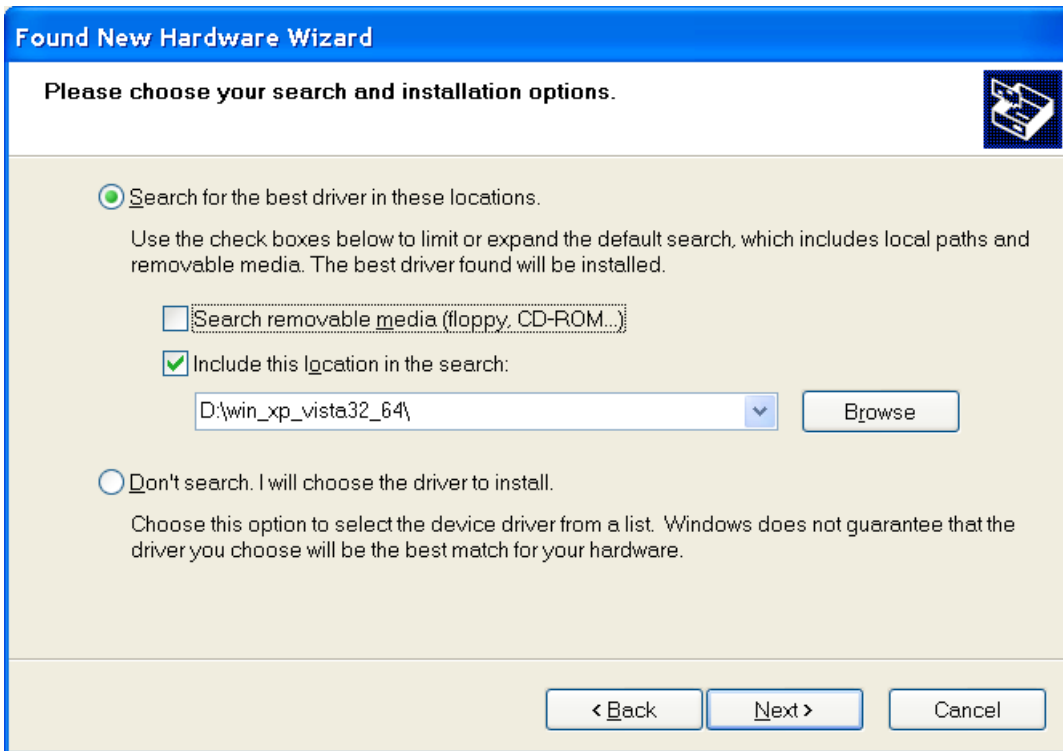 Found New Hardware Wizard
Please choose your search and installation options.
Search for the best driver in these locations.
Use the check boxes below to limit or expand the default search, which includes local paths and
removable media. The best driver found will be installed.
Search removable media (floppy, CD-ROM...)
Include this location in the search:
D:\win_xp_vista32_64\
Browse
Don't search. I will choose the driver to install.
Choose this option to select the device driver from a list. Windows does not guarantee that the
driver you choose will be the best match for your hardware.
< Back Next > Cancel